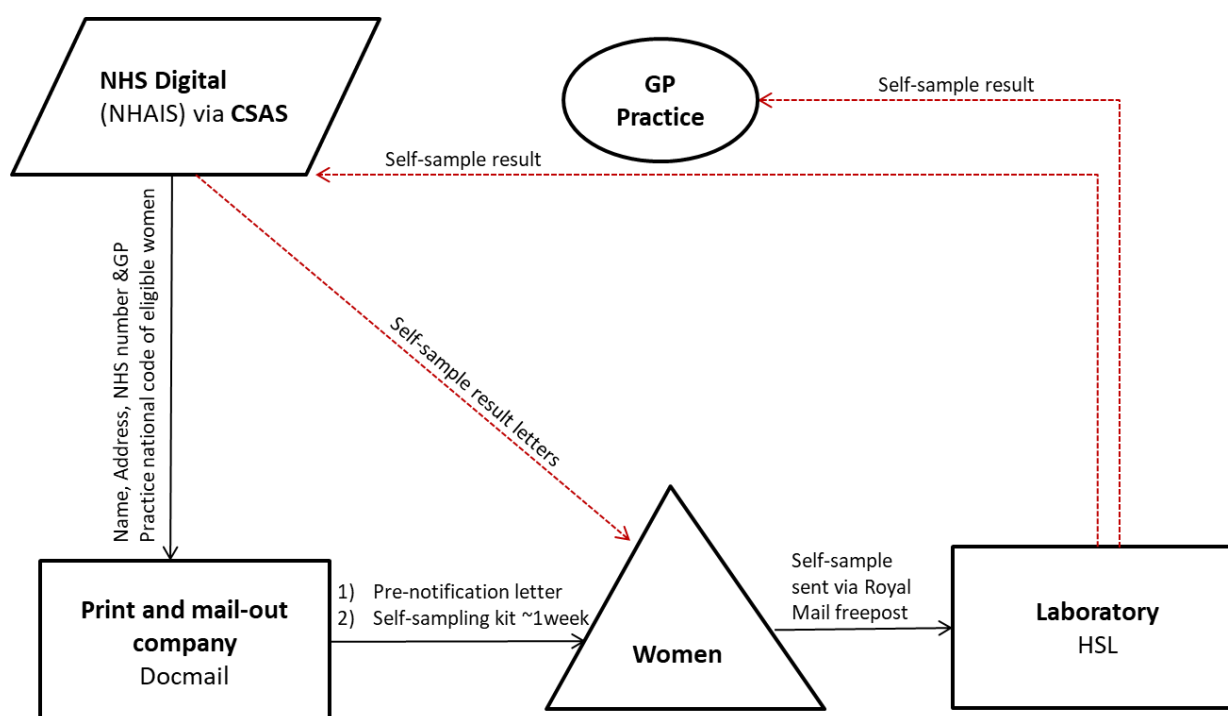 NHS Digital
(NHAIS) via CSAS
GP
Practice
Self-sample result
Self-sample result
Name, Address, NHS number &GP
Practice national code of eligible women
Self-sample result letters
Print and mail-out
company
Docmail
1) Pre-notification letter
2) Self-sampling kit ~1week
Women
Self-sample
sent via Royal
Mail freepost
Laboratory
HSL